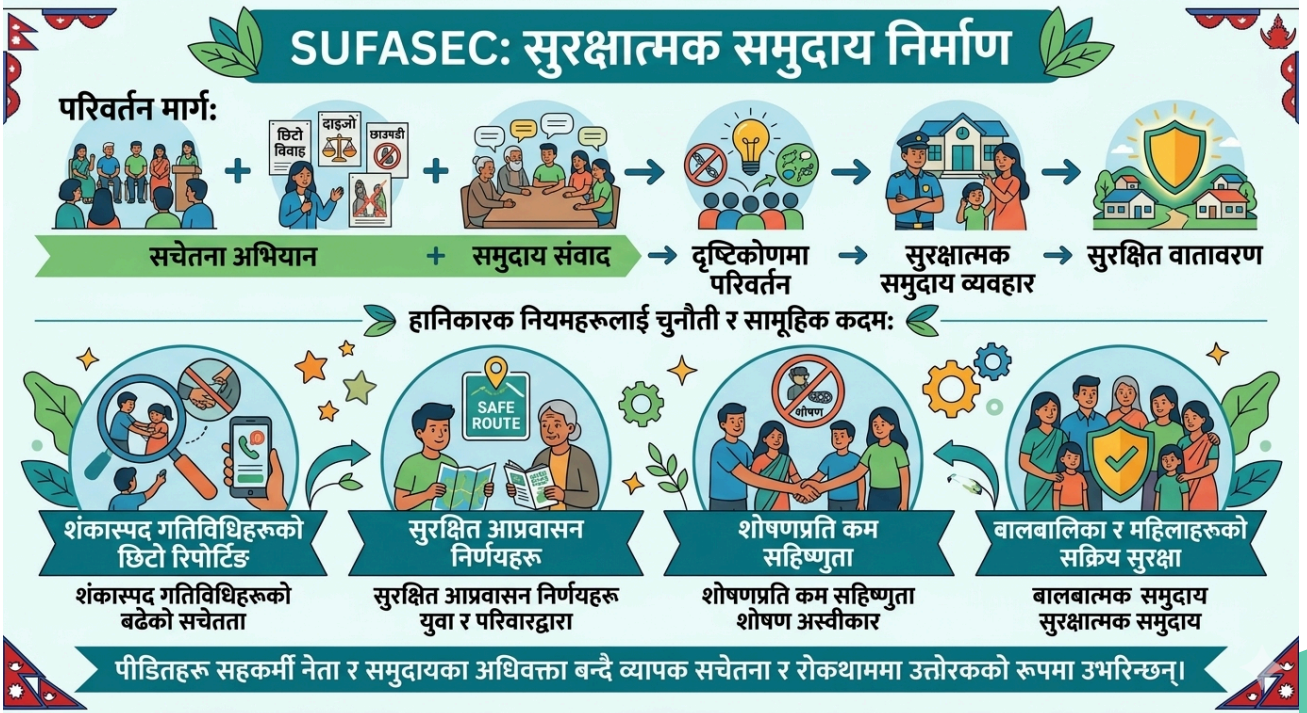 SUFASEC: सुरक्षात्मक समुदाय निर्माण
परिवर्तन मार्ग:
छिटो
विवाह
दाइजो
छाउपडी
सचेतना अभियान + समुदाय संवाद → दृष्टिकोणमा
परिवर्तन → सुरक्षात्मक
समुदाय व्यवहार → सुरक्षित वातावरण
हानिकारक नियमहरूलाई चुनौती र सामूहिक कदम:
SAFE
ROUTE
शोषण
शंकास्पद गतिविधिहरूको
छिटो रिपोर्टिङ
शंकास्पद गतिविधिहरूको
बढेको सचेतता
सुरक्षित आप्रवासन
निर्णयहरू
सुरक्षित आप्रवासन निर्णयहरू
युवा र परिवारद्वारा
शोषणप्रति कम
सहिष्णुता
शोषणप्रति कम सहिष्णुता
शोषण अस्वीकार
बालबालिका र महिलाहरूको
सक्रिय सुरक्षा
बालबात्मक समुदाय
सुरक्षात्मक समुदाय
पीडितहरू सहकर्मी नेता र समुदायका अधिवक्ता बन्दै व्यापक सचेतना र रोकथाममा उत्तोरकको रूपमा उभरिन्छन्।